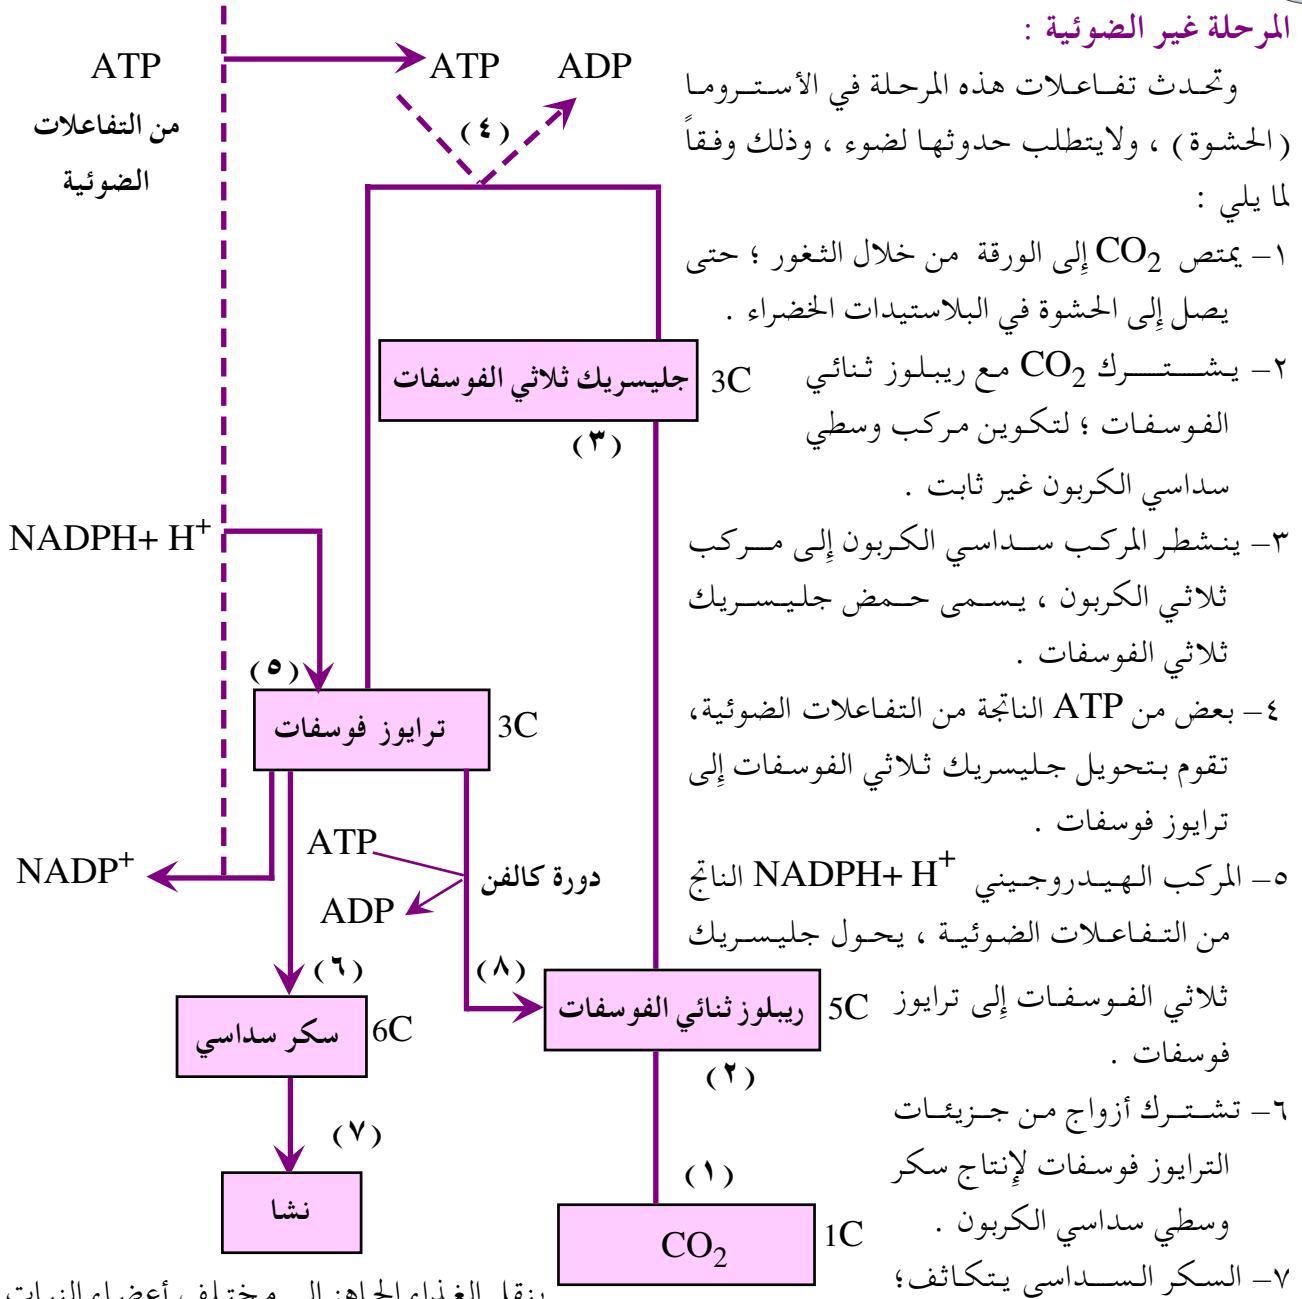 المرحلة غير الضوئية :
وتحدث تفاعلات هذه المرحلة في الأستروما
(الحشوة) ، ولايتطلب حدوثها لضوء ، وذلك وفقاً
لما يلي :
١– يمتص CO2 إلى الورقة من خلال الثغور ؛ حتى
يصل إلى الحشوة في البلاستيدات الخضراء .
٢– يشترك CO2 مع ريبلوز ثنائي
الفوسفات ؛ لتكوين مركب وسطي
سداسي الكربون غير ثابت .
٣– ينشطر المركب سداسي الكربون إلى مركب
ثلاثي الكربون ، يسمى حمض جليسريك
ثلاثي الفوسفات .
٤– بعض من ATP الناتجة من التفاعلات الضوئية،
تقوم بتحويل جليسريك ثلاثي الفوسفات إلى
ترايوز فوسفات .
٥– المركب الهيدروجيني NADPH+ H+ الناتج
من التفاعلات الضوئية ، يحول جليسريك
ثلاثي الفوسفات إلى ترايوز
فوسفات .
٦– تشترك أزواج من جزيئات
الترايوز فوسفات لإنتاج سكر
وسطي سداسي الكربون .
٧– السكر السداسي يتكاثف؛
ATP
من التفاعلات
الضوئية
ATP
ADP
(٤)
جليسريك ثلاثي الفوسفات
3C
(٣)
NADPH+ H+
(٥)
ترايوز فوسفات
3C
ATP
NADP+
ADP
دورة كالفن
(٦)
(٨)
سكر سداسي
6C
ريبلوز ثنائي الفوسفات
5C
(٢)
(٧)
(١)
نشا
CO2
1C
ينقل الغذاء الجاهز إلى مختلف أعضاء النبات